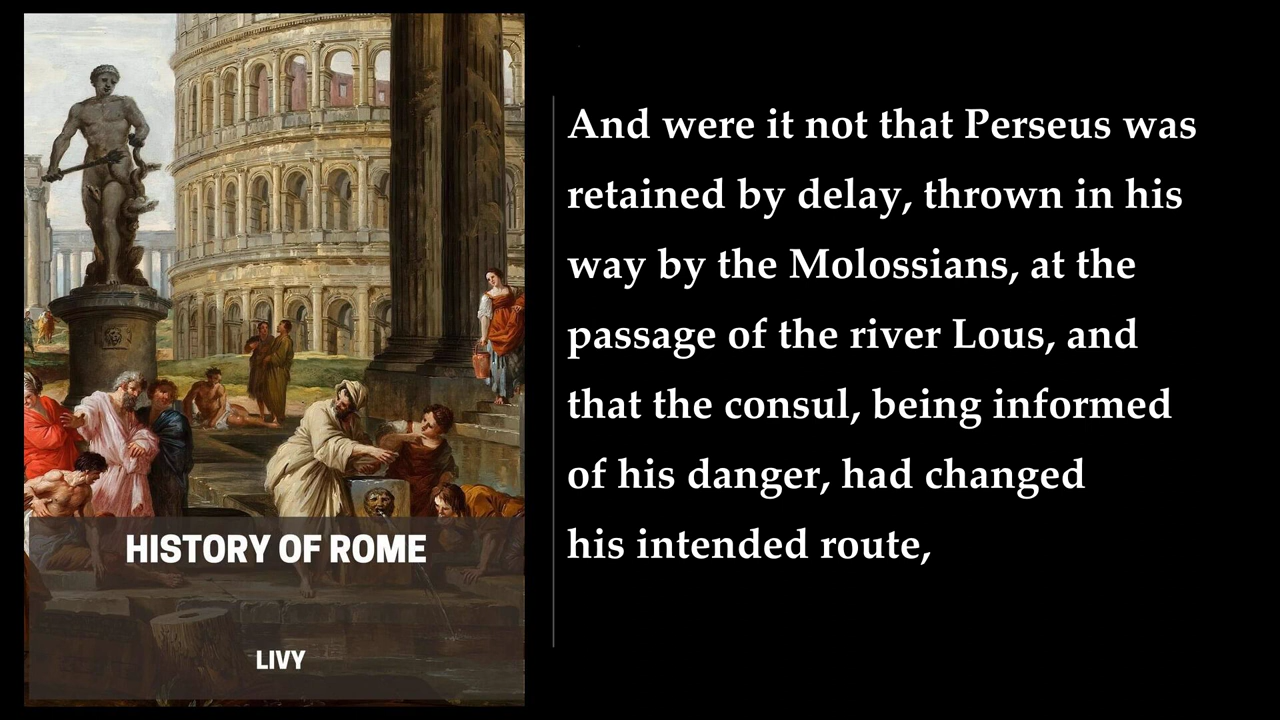 HISTORY OF ROME
LIVY
And were it not that Perseus was
retained by delay, thrown in his
way by the Molossians, at the
passage of the river Lous, and
that the consul, being informed
of his danger, had changed
his intended route,